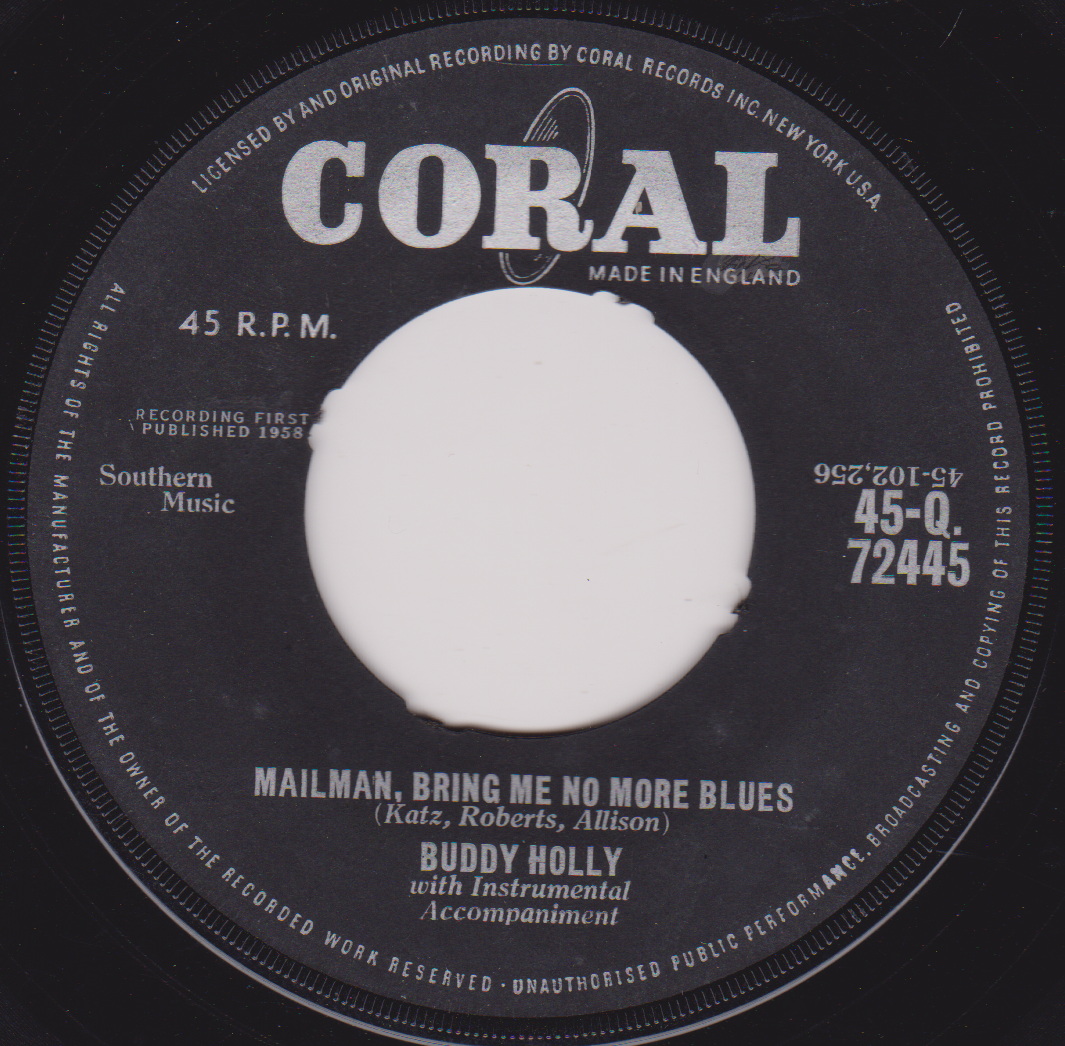 LICENSED BY AND ORIGINAL RECORDING BY CORAL RECORDS INC. NEW YORK U.S.A.
CORAL
MADE IN ENGLAND
45 R.P.M.
RECORDING FIRST
PUBLISHED 1958
Southern
Music
45-102,256
45-Q.
72445
MAILMAN, BRING ME NO MORE BLUES
(Katz, Roberts, Allison)
BUDDY HOLLY
with Instrumental
Accompaniment
ALL RIGHTS OF THE MANUFACTURER AND OF THE OWNER OF THE RECORDED WORK RESERVED · UNAUTHORISED PUBLIC PERFORMANCE, BROADCASTING AND COPYING OF THIS RECORD PROHIBITED